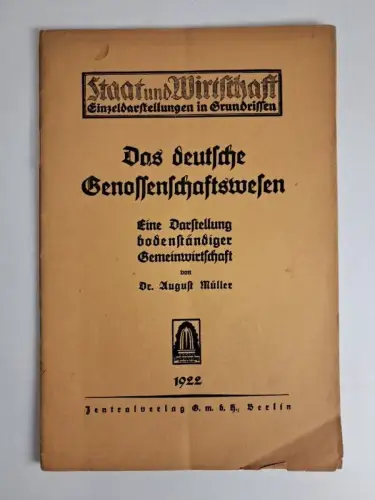 Staat und Wirtschaft
Einzeldarstellungen in Grundrissen
Das deutsche
Genossenschaftswesen
Eine Darstellung
bodenständiger
Gemeinwirtschaft
von
Dr. August Müller
1922
Zentralverlag G. m. b. H., Berlin